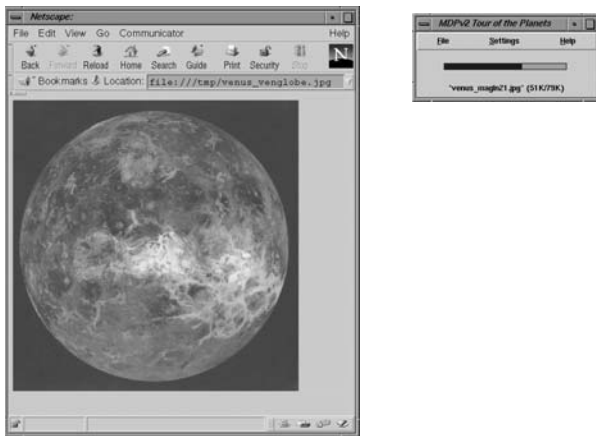 Netscape:
File Edit View Go Communicator Help
Back Forward Reload Home Search Guide Print Security Stop
N
Bookmarks Location: file:///tmp/venus_venglobe.jpg
MDPv2 Tour of the Planets
File Settings Help
"venus_magln21.jpg" (51K/79K)